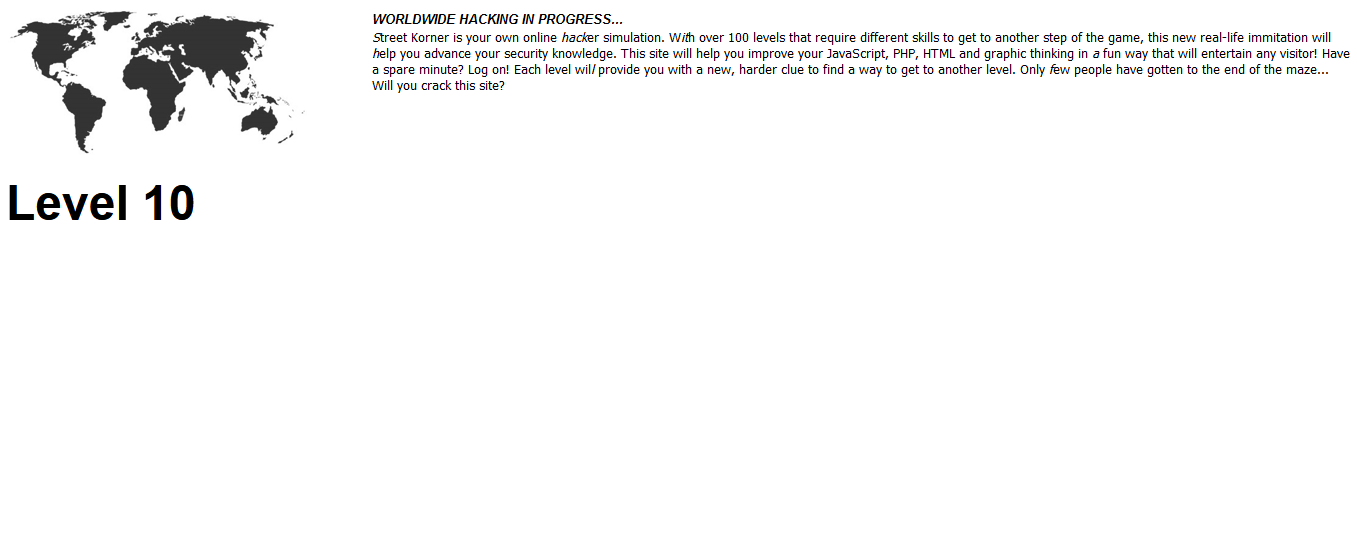 WORLDWIDE HACKING IN PROGRESS...
Street Korner is your own online hacker simulation. With over 100 levels that require different skills to get to another step of the game, this new real-life immitation will
help you advance your security knowledge. This site will help you improve your JavaScript, PHP, HTML and graphic thinking in a fun way that will entertain any visitor! Have
a spare minute? Log on! Each level will provide you with a new, harder clue to find a way to get to another level. Only few people have gotten to the end of the maze...
Will you crack this site?
Level 10